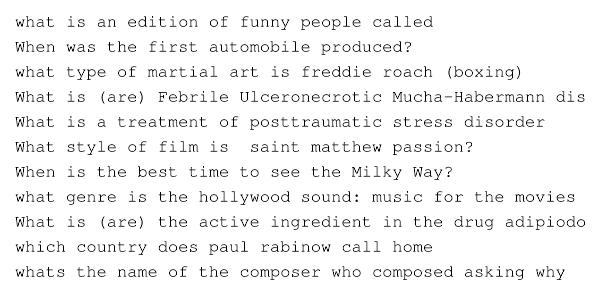 what is an edition of funny people called
When was the first automobile produced?
what type of martial art is freddie roach (boxing)
What is (are) Febrile Ulceronecrotic Mucha-Habermann dis
What is a treatment of posttraumatic stress disorder
What style of film is  saint matthew passion?
When is the best time to see the Milky Way?
what genre is the hollywood sound: music for the movies
What is (are) the active ingredient in the drug adipiodo
which country does paul rabinow call home
whats the name of the composer who composed asking why